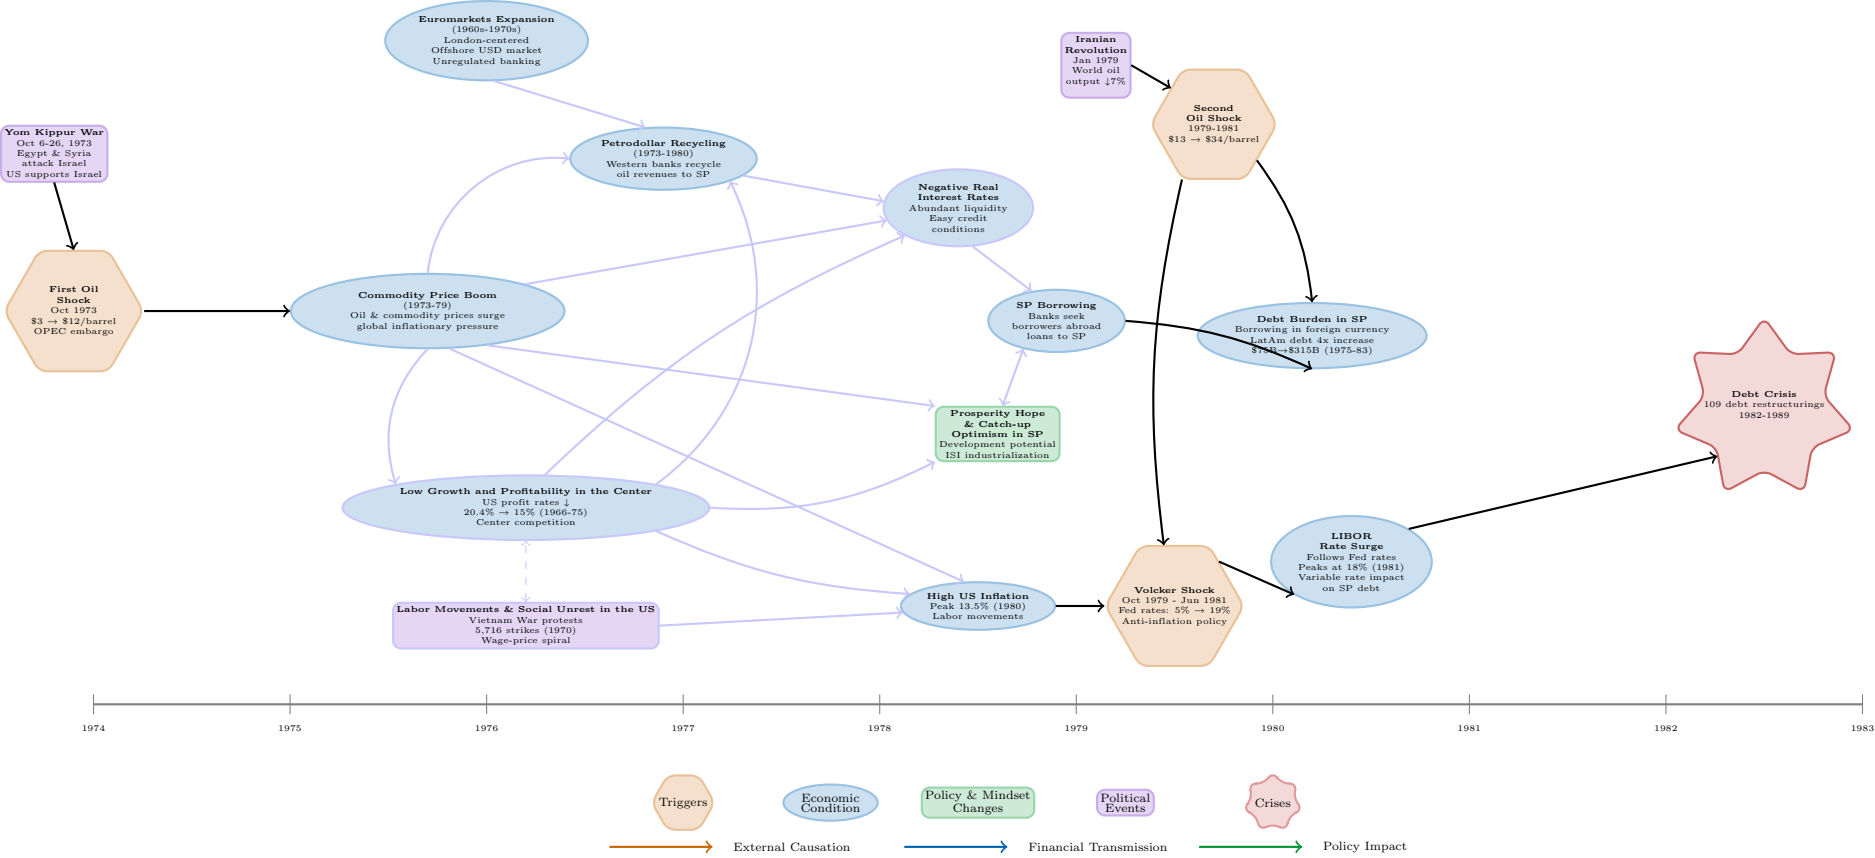 Euromarkets Expansion
(1960s-1970s)
London-centered
Offshore USD market
Unregulated banking
Iranian
Revolution
Jan 1979
World oil
output ↓7%
Second
Oil Shock
1979-1981
$13 → $34/barrel
Yom Kippur War
Oct 6-26, 1973
Egypt & Syria
attack Israel
US supports Israel
Petrodollar Recycling
(1973-1980)
Western banks recycle
oil revenues to SP
Negative Real
Interest Rates
Abundant liquidity
Easy credit
conditions
First Oil
Shock
Oct 1973
$3 → $12/barrel
OPEC embargo
Commodity Price Boom
(1973-79)
Oil & commodity prices surge
global inflationary pressure
SP Borrowing
Banks seek
borrowers abroad
loans to SP
Debt Burden in SP
Borrowing in foreign currency
LatAm debt 4x increase
$75B→$315B (1975-83)
Debt Crisis
109 debt restructurings
1982-1989
Prosperity Hope
& Catch-up
Optimism in SP
Development potential
ISI industrialization
Low Growth and Profitability in the Center
US profit rates ↓
20.4% → 15% (1966-75)
Center competition
LIBOR
Rate Surge
Follows Fed rates
Peaks at 18% (1981)
Variable rate impact
on SP debt
Labor Movements & Social Unrest in the US
Vietnam War protests
5,716 strikes (1970)
Wage-price spiral
High US Inflation
Peak 13.5% (1980)
Labor movements
Volcker Shock
Oct 1979 - Jun 1981
Fed rates: 5% → 19%
Anti-inflation policy
1974 1975 1976 1977 1978 1979 1980 1981 1982 1983
Triggers
Economic
Condition
Policy & Mindset
Changes
Political
Events
Crises
External Causation
Financial Transmission
Policy Impact